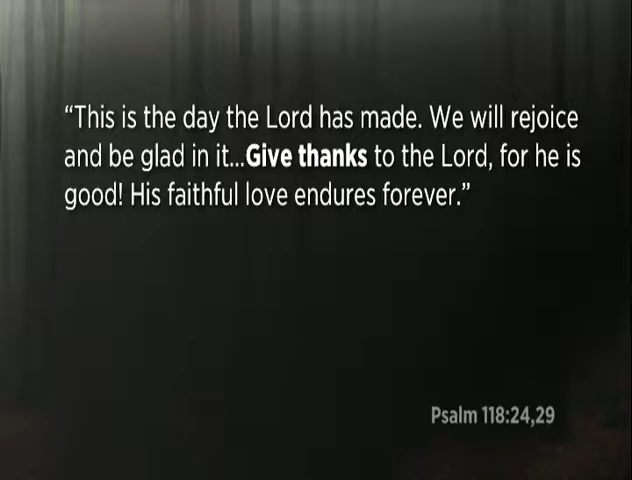 “This is the day the Lord has made. We will rejoice
and be glad in it...Give thanks to the Lord, for he is
good! His faithful love endures forever.”
Psalm 118:24,29